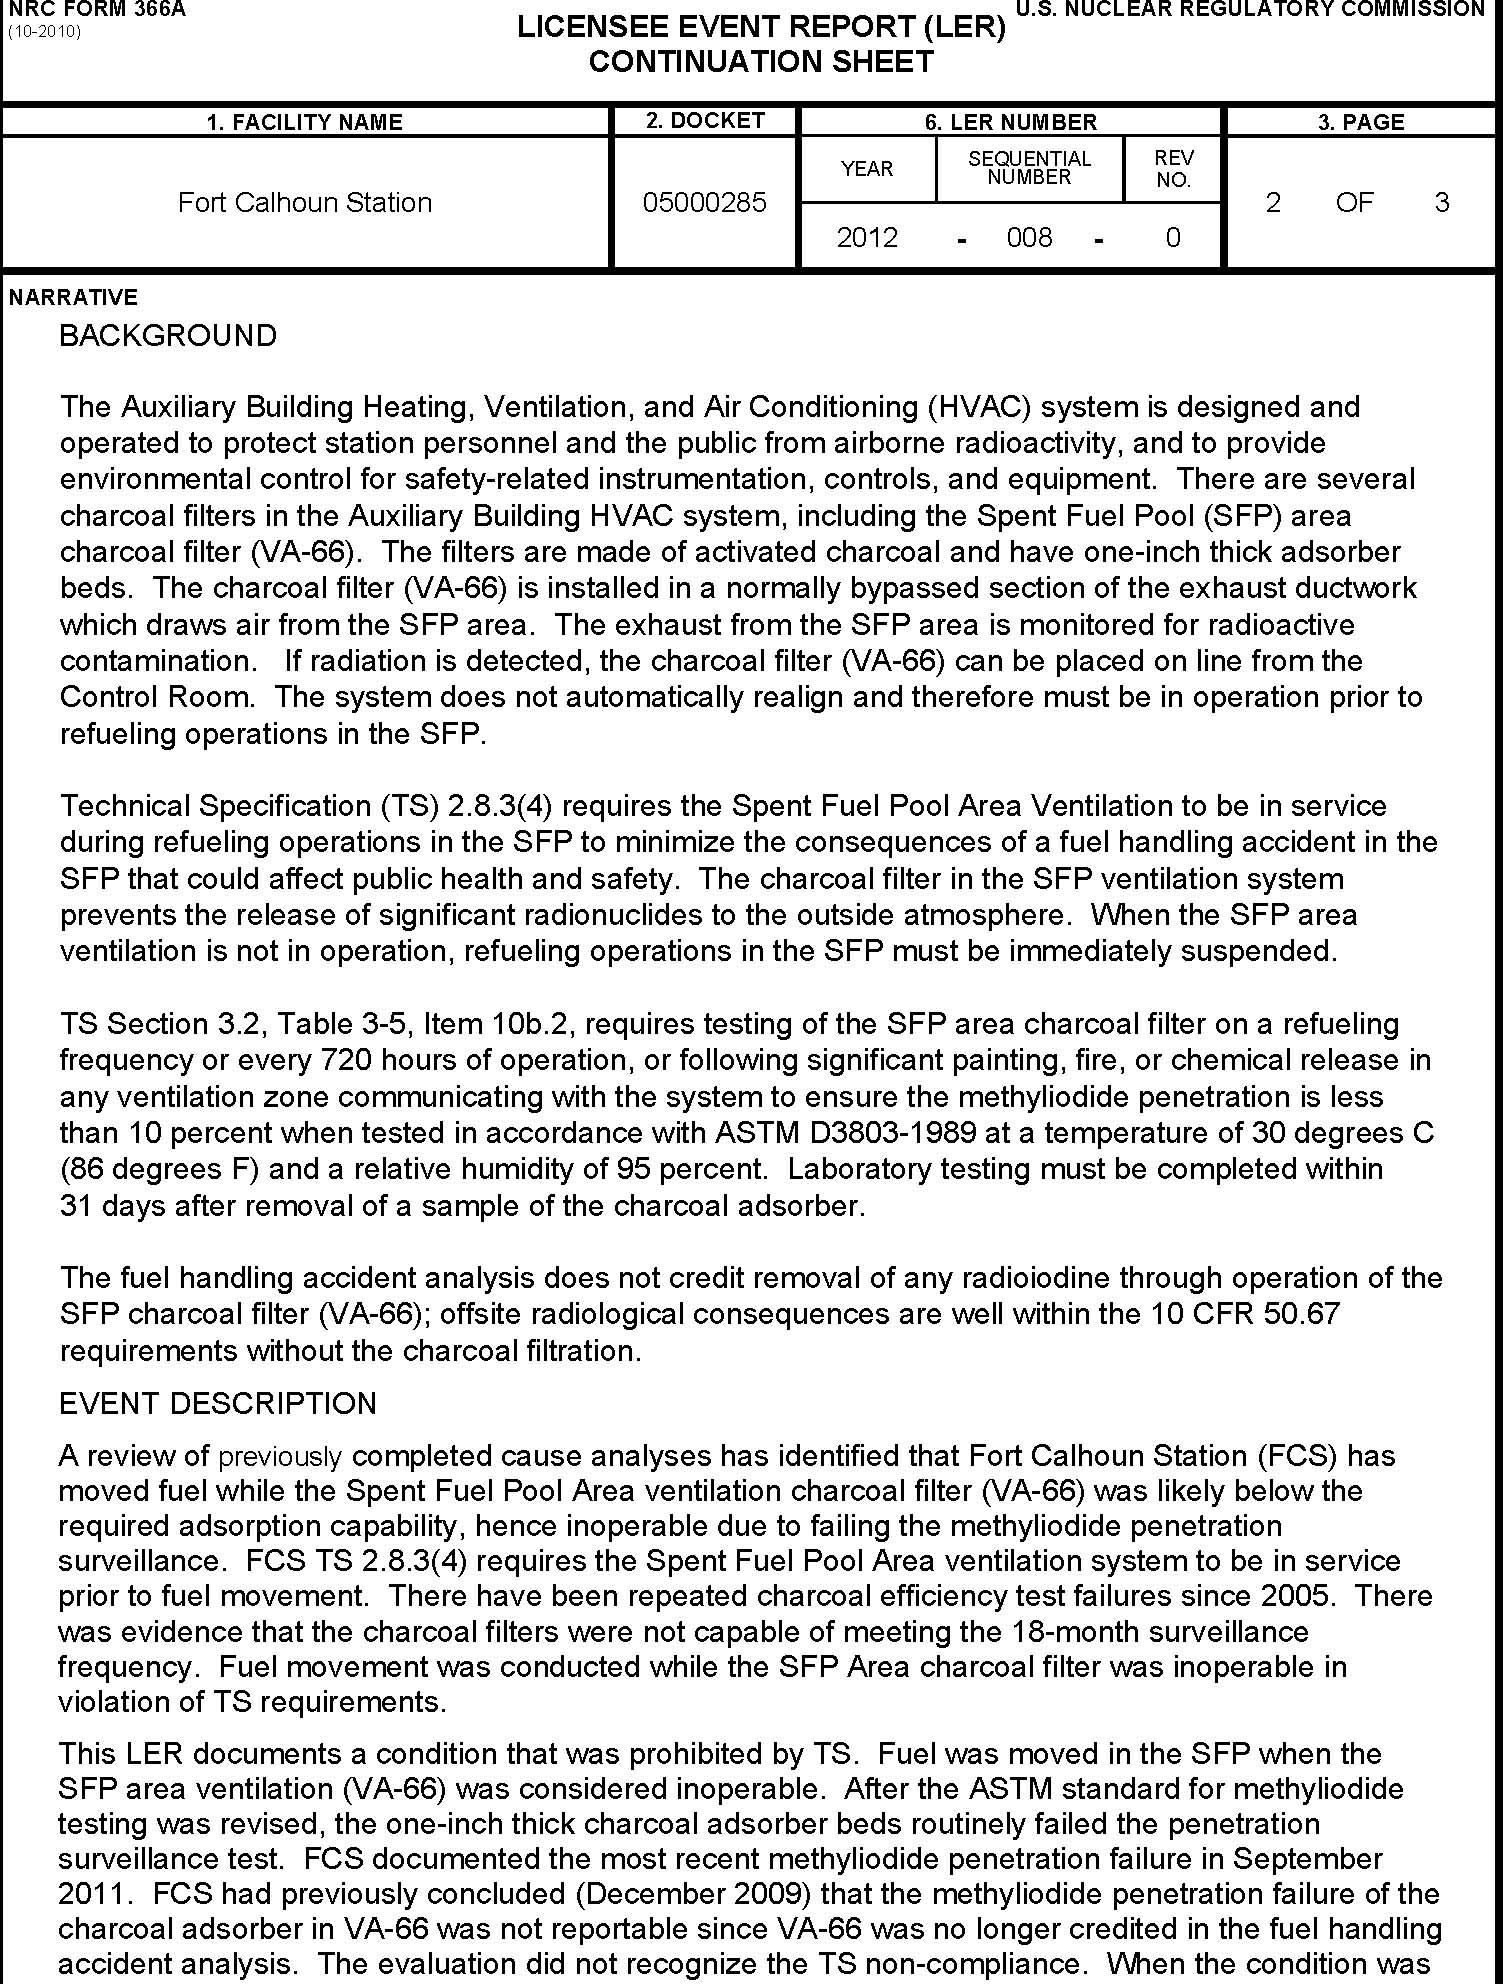 NRC FORM 366A
(10-2010)
LICENSEE EVENT REPORT (LER)
CONTINUATION SHEET
U.S. NUCLEAR REGULATORY COMMISSION
1. FACILITY NAME
2. DOCKET
6. LER NUMBER
3. PAGE
Fort Calhoun Station
05000285
YEAR
SEQUENTIAL
NUMBER
REV
NO.
2 OF 3
2012 - 008 - 0
NARRATIVE
BACKGROUND
The Auxiliary Building Heating, Ventilation, and Air Conditioning (HVAC) system is designed and
operated to protect station personnel and the public from airborne radioactivity, and to provide
environmental control for safety-related instrumentation, controls, and equipment. There are several
charcoal filters in the Auxiliary Building HVAC system, including the Spent Fuel Pool (SFP) area
charcoal filter (VA-66). The filters are made of activated charcoal and have one-inch thick adsorber
beds. The charcoal filter (VA-66) is installed in a normally bypassed section of the exhaust ductwork
which draws air from the SFP area. The exhaust from the SFP area is monitored for radioactive
contamination. If radiation is detected, the charcoal filter (VA-66) can be placed on line from the
Control Room. The system does not automatically realign and therefore must be in operation prior to
refueling operations in the SFP.
Technical Specification (TS) 2.8.3(4) requires the Spent Fuel Pool Area Ventilation to be in service
during refueling operations in the SFP to minimize the consequences of a fuel handling accident in the
SFP that could affect public health and safety. The charcoal filter in the SFP ventilation system
prevents the release of significant radionuclides to the outside atmosphere. When the SFP area
ventilation is not in operation, refueling operations in the SFP must be immediately suspended.
TS Section 3.2, Table 3-5, Item 10b.2, requires testing of the SFP area charcoal filter on a refueling
frequency or every 720 hours of operation, or following significant painting, fire, or chemical release in
any ventilation zone communicating with the system to ensure the methyliodide penetration is less
than 10 percent when tested in accordance with ASTM D3803-1989 at a temperature of 30 degrees C
(86 degrees F) and a relative humidity of 95 percent. Laboratory testing must be completed within
31 days after removal of a sample of the charcoal adsorber.
The fuel handling accident analysis does not credit removal of any radioiodine through operation of the
SFP charcoal filter (VA-66); offsite radiological consequences are well within the 10 CFR 50.67
requirements without the charcoal filtration.
EVENT DESCRIPTION
A review of previously completed cause analyses has identified that Fort Calhoun Station (FCS) has
moved fuel while the Spent Fuel Pool Area ventilation charcoal filter (VA-66) was likely below the
required adsorption capability, hence inoperable due to failing the methyliodide penetration
surveillance. FCS TS 2.8.3(4) requires the Spent Fuel Pool Area ventilation system to be in service
prior to fuel movement. There have been repeated charcoal efficiency test failures since 2005. There
was evidence that the charcoal filters were not capable of meeting the 18-month surveillance
frequency. Fuel movement was conducted while the SFP Area charcoal filter was inoperable in
violation of TS requirements.
This LER documents a condition that was prohibited by TS. Fuel was moved in the SFP when the
SFP area ventilation (VA-66) was considered inoperable. After the ASTM standard for methyliodide
testing was revised, the one-inch thick charcoal adsorber beds routinely failed the penetration
surveillance test. FCS documented the most recent methyliodide penetration failure in September
2011. FCS had previously concluded (December 2009) that the methyliodide penetration failure of the
charcoal adsorber in VA-66 was not reportable since VA-66 was no longer credited in the fuel handling
accident analysis. The evaluation did not recognize the TS non-compliance. When the condition was